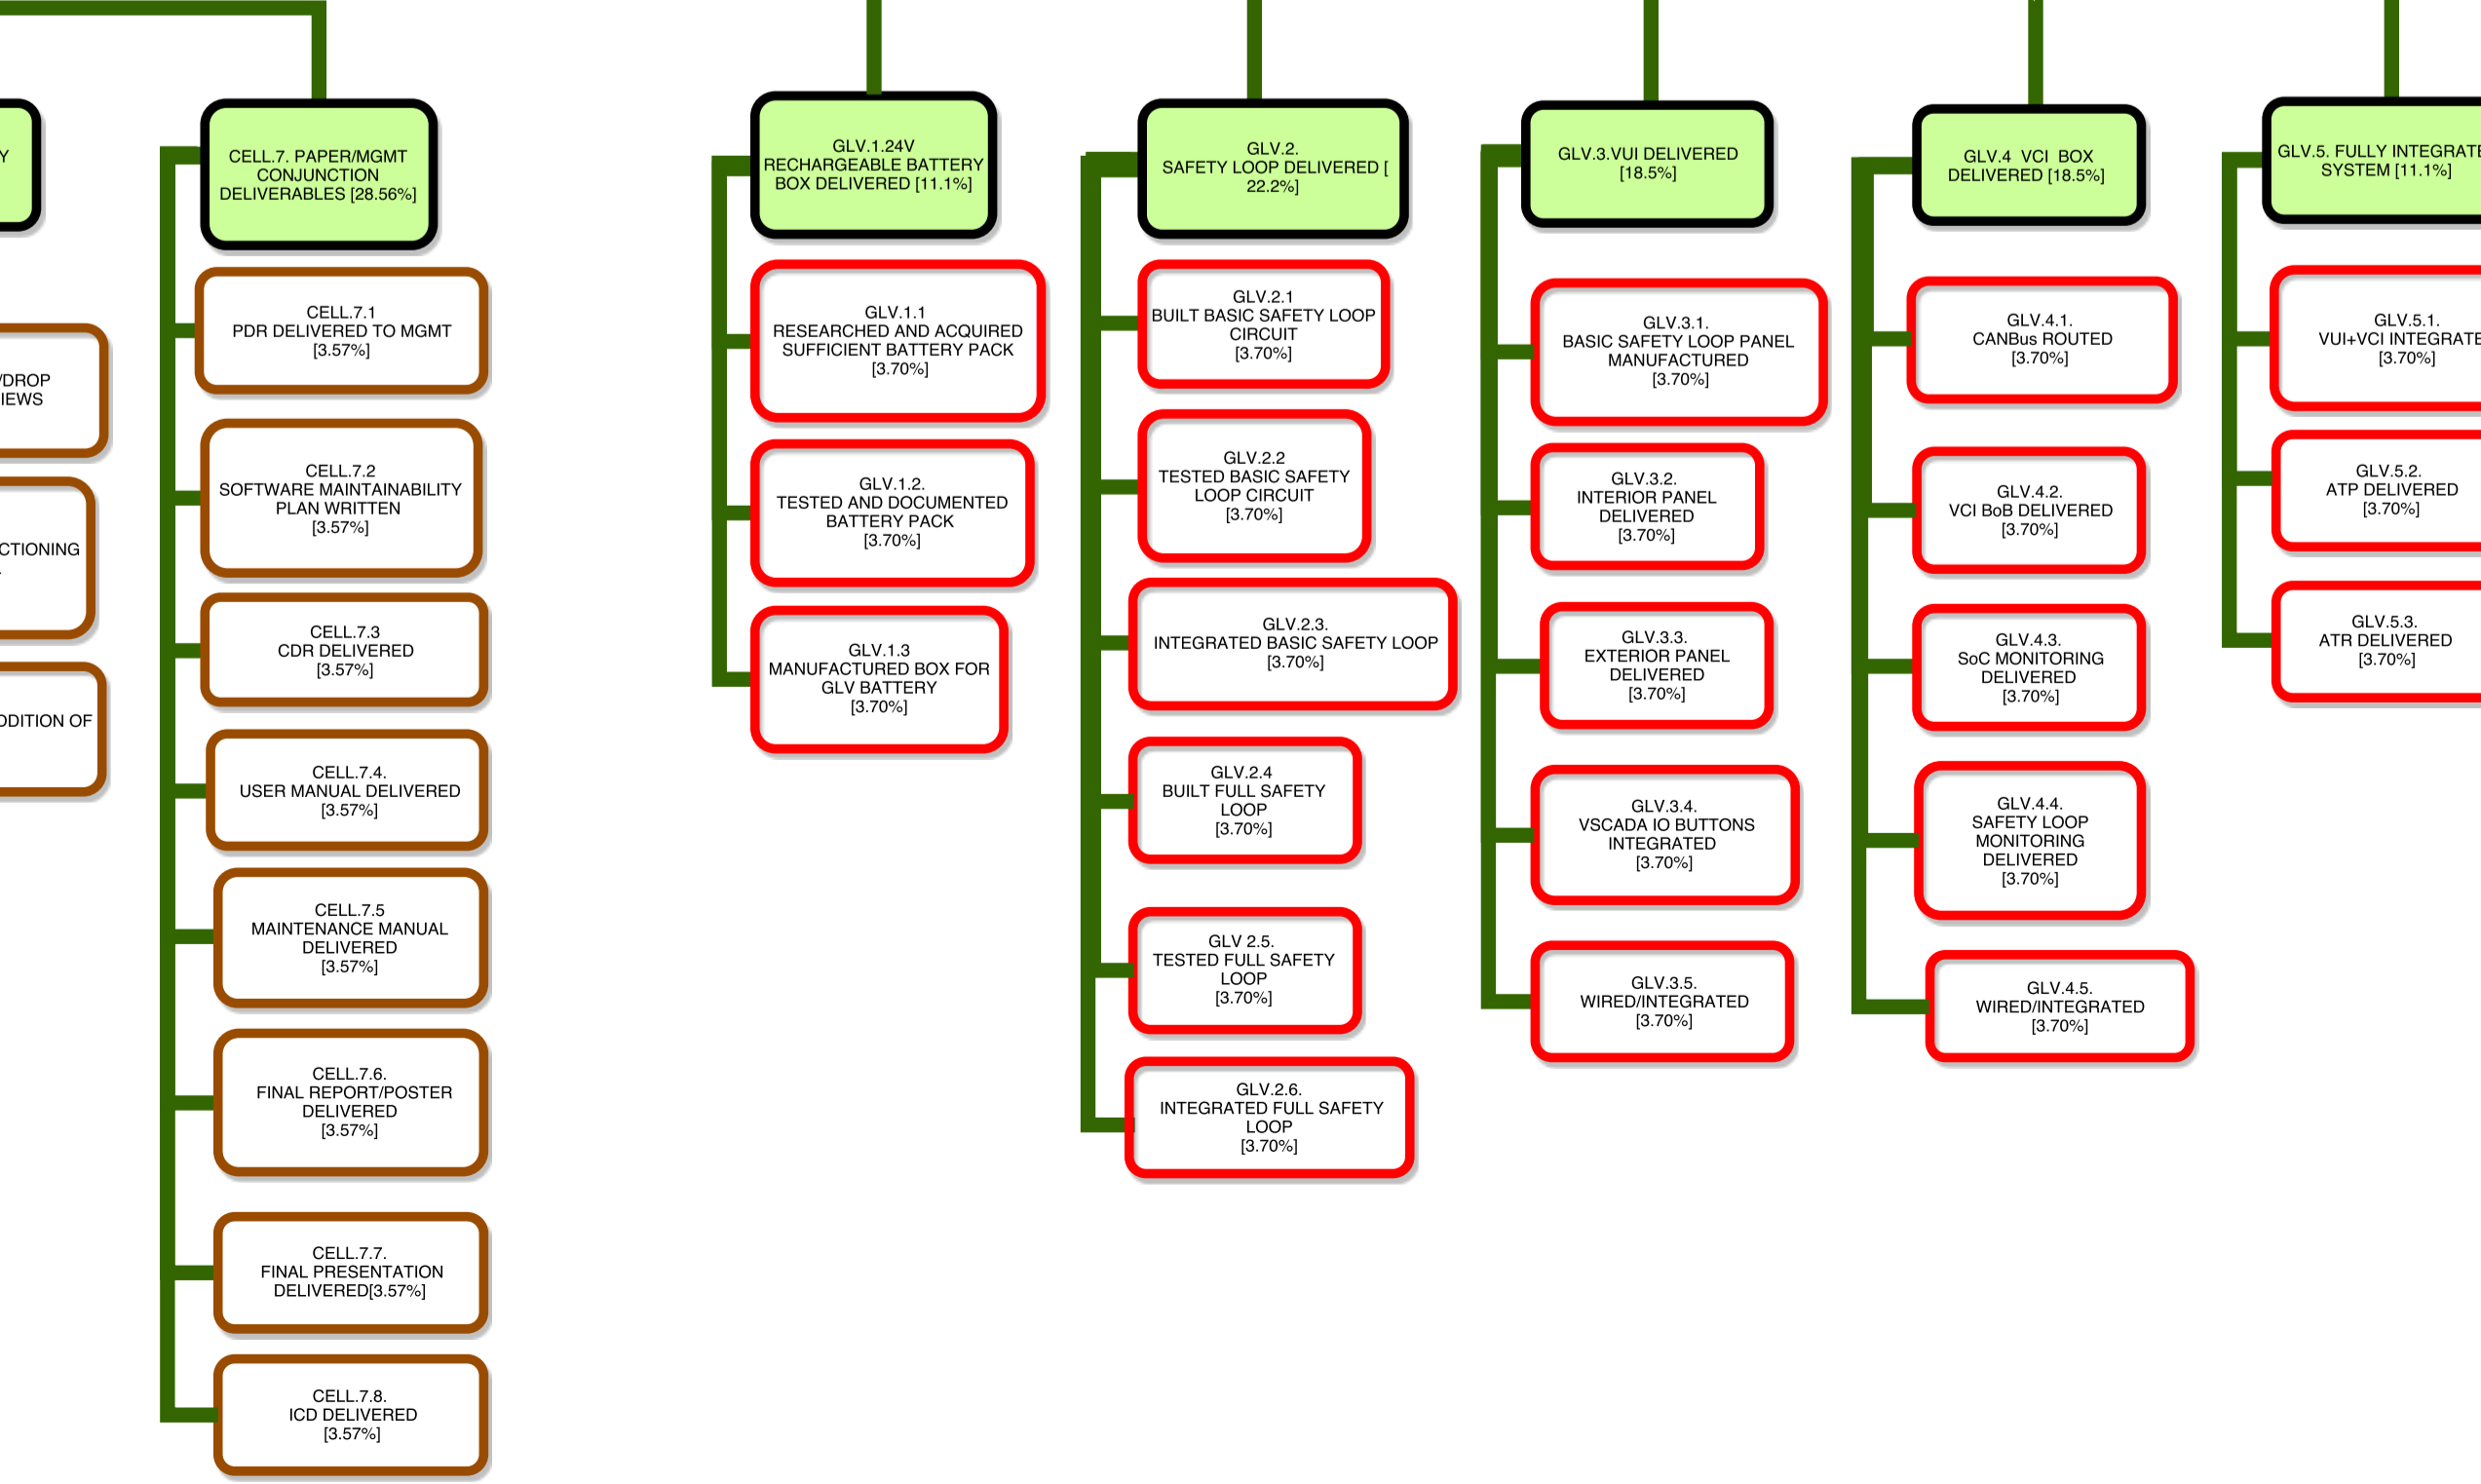 Y
/DROP
IEWS
CTIONING
DDITION OF
CELL.7. PAPER/MGMT
CONJUNCTION
DELIVERABLES [28.56%]
CELL.7.1
PDR DELIVERED TO MGMT
[3.57%]
CELL.7.2
SOFTWARE MAINTAINABILITY
PLAN WRITTEN
[3.57%]
CELL.7.3
CDR DELIVERED
[3.57%]
CELL.7.4.
USER MANUAL DELIVERED
[3.57%]
CELL.7.5
MAINTENANCE MANUAL
DELIVERED
[3.57%]
CELL.7.6.
FINAL REPORT/POSTER
DELIVERED
[3.57%]
CELL.7.7.
FINAL PRESENTATION
DELIVERED[3.57%]
CELL.7.8.
ICD DELIVERED
[3.57%]
GLV.1.24V
RECHARGEABLE BATTERY
BOX DELIVERED [11.1%]
GLV.1.1
RESEARCHED AND ACQUIRED
SUFFICIENT BATTERY PACK
[3.70%]
GLV.1.2.
TESTED AND DOCUMENTED
BATTERY PACK
[3.70%]
GLV.1.3
MANUFACTURED BOX FOR
GLV BATTERY
[3.70%]
GLV.2.
SAFETY LOOP DELIVERED [
22.2%]
GLV.2.1
BUILT BASIC SAFETY LOOP
CIRCUIT
[3.70%]
GLV.2.2
TESTED BASIC SAFETY
LOOP CIRCUIT
[3.70%]
GLV.2.3.
INTEGRATED BASIC SAFETY LOOP
[3.70%]
GLV.2.4
BUILT FULL SAFETY
LOOP
[3.70%]
GLV 2.5.
TESTED FULL SAFETY
LOOP
[3.70%]
GLV.2.6.
INTEGRATED FULL SAFETY
LOOP
[3.70%]
GLV.3.VUI DELIVERED
[18.5%]
GLV.3.1.
BASIC SAFETY LOOP PANEL
MANUFACTURED
[3.70%]
GLV.3.2.
INTERIOR PANEL
DELIVERED
[3.70%]
GLV.3.3.
EXTERIOR PANEL
DELIVERED
[3.70%]
GLV.3.4.
VSCADA IO BUTTONS
INTEGRATED
[3.70%]
GLV.3.5.
WIRED/INTEGRATED
[3.70%]
GLV.4 VCI BOX
DELIVERED [18.5%]
GLV.4.1.
CANBus ROUTED
[3.70%]
GLV.4.2.
VCI BoB DELIVERED
[3.70%]
GLV.4.3.
SoC MONITORING
DELIVERED
[3.70%]
GLV.4.4.
SAFETY LOOP
MONITORING
DELIVERED
[3.70%]
GLV.4.5.
WIRED/INTEGRATED
[3.70%]
GLV.5. FULLY INTEGRATE
SYSTEM [11.1%]
GLV.5.1.
VUI+VCI INTEGRATE
[3.70%]
GLV.5.2.
ATP DELIVERED
[3.70%]
GLV.5.3.
ATR DELIVERED
[3.70%]